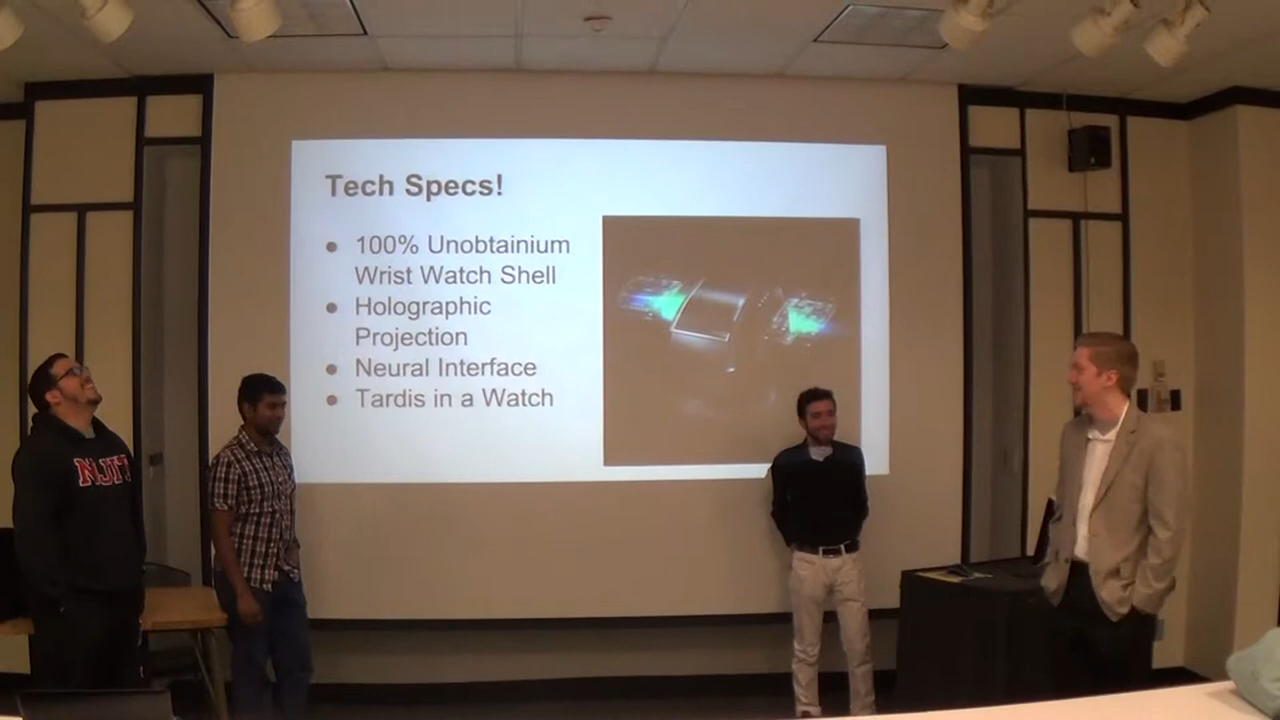 Tech Specs!
● 100% Unobtainium
Wrist Watch Shell
● Holographic
Projection
● Neural Interface
● Tardis in a Watch
NJIT